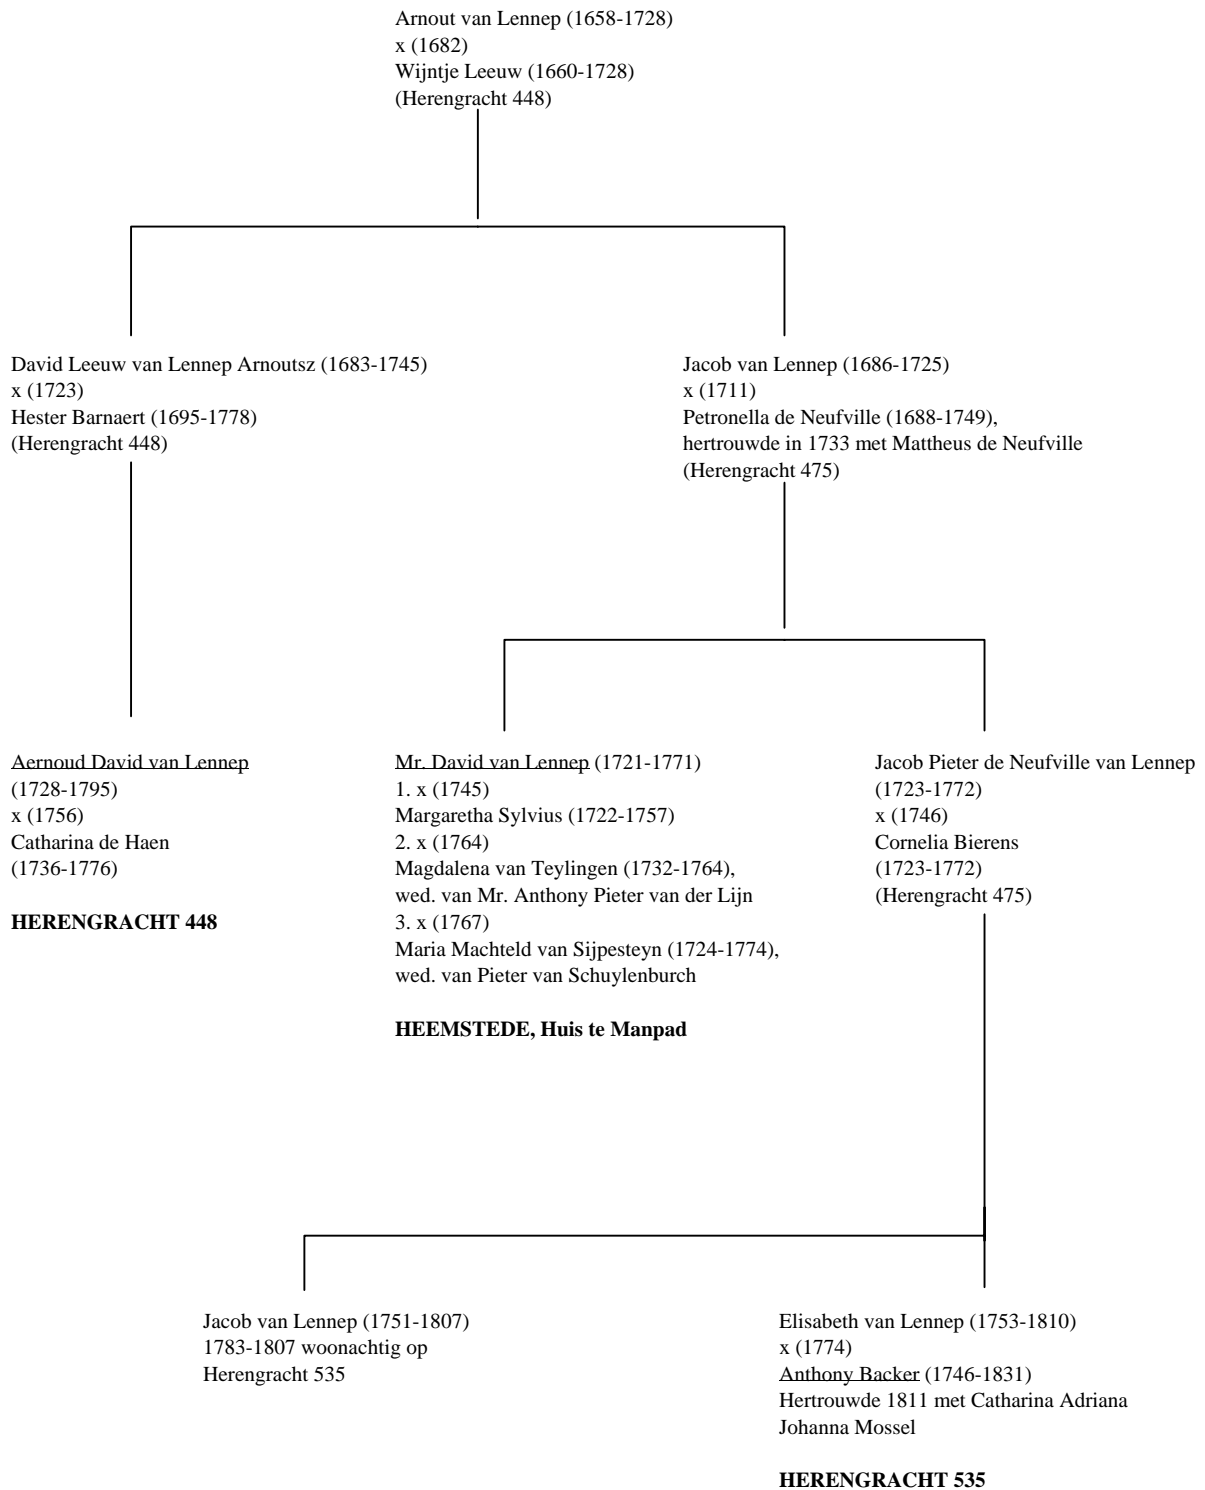 Arnout van Lennep (1658-1728)
x (1682)
Wijntje Leeuw (1660-1728)
(Herengracht 448)
David Leeuw van Lennep Arnoutsz (1683-1745)
x (1723)
Hester Barnaert (1695-1778)
(Herengracht 448)
Jacob van Lennep (1686-1725)
x (1711)
Petronella de Neufville (1688-1749),
hertrouwde in 1733 met Mattheus de Neufville
(Herengracht 475)
Aernoud David van Lennep
(1728-1795)
x (1756)
Catharina de Haen
(1736-1776)
HERENGRACHT 448
Mr. David van Lennep (1721-1771)
1. x (1745)
Margaretha Sylvius (1722-1757)
2. x (1764)
Magdalena van Teylingen (1732-1764),
wed. van Mr. Anthony Pieter van der Lijn
3. x (1767)
Maria Machteld van Sijpesteyn (1724-1774),
wed. van Pieter van Schuylenburch
HEEMSTEDE, Huis te Manpad
Jacob Pieter de Neufville van Lennep
(1723-1772)
x (1746)
Cornelia Bierens
(1723-1772)
(Herengracht 475)
Jacob van Lennep (1751-1807)
1783-1807 woonachtig op
Herengracht 535
Elisabeth van Lennep (1753-1810)
x (1774)
Anthony Backer (1746-1831)
Hertrouwde 1811 met Catharina Adriana
Johanna Mossel
HERENGRACHT 535